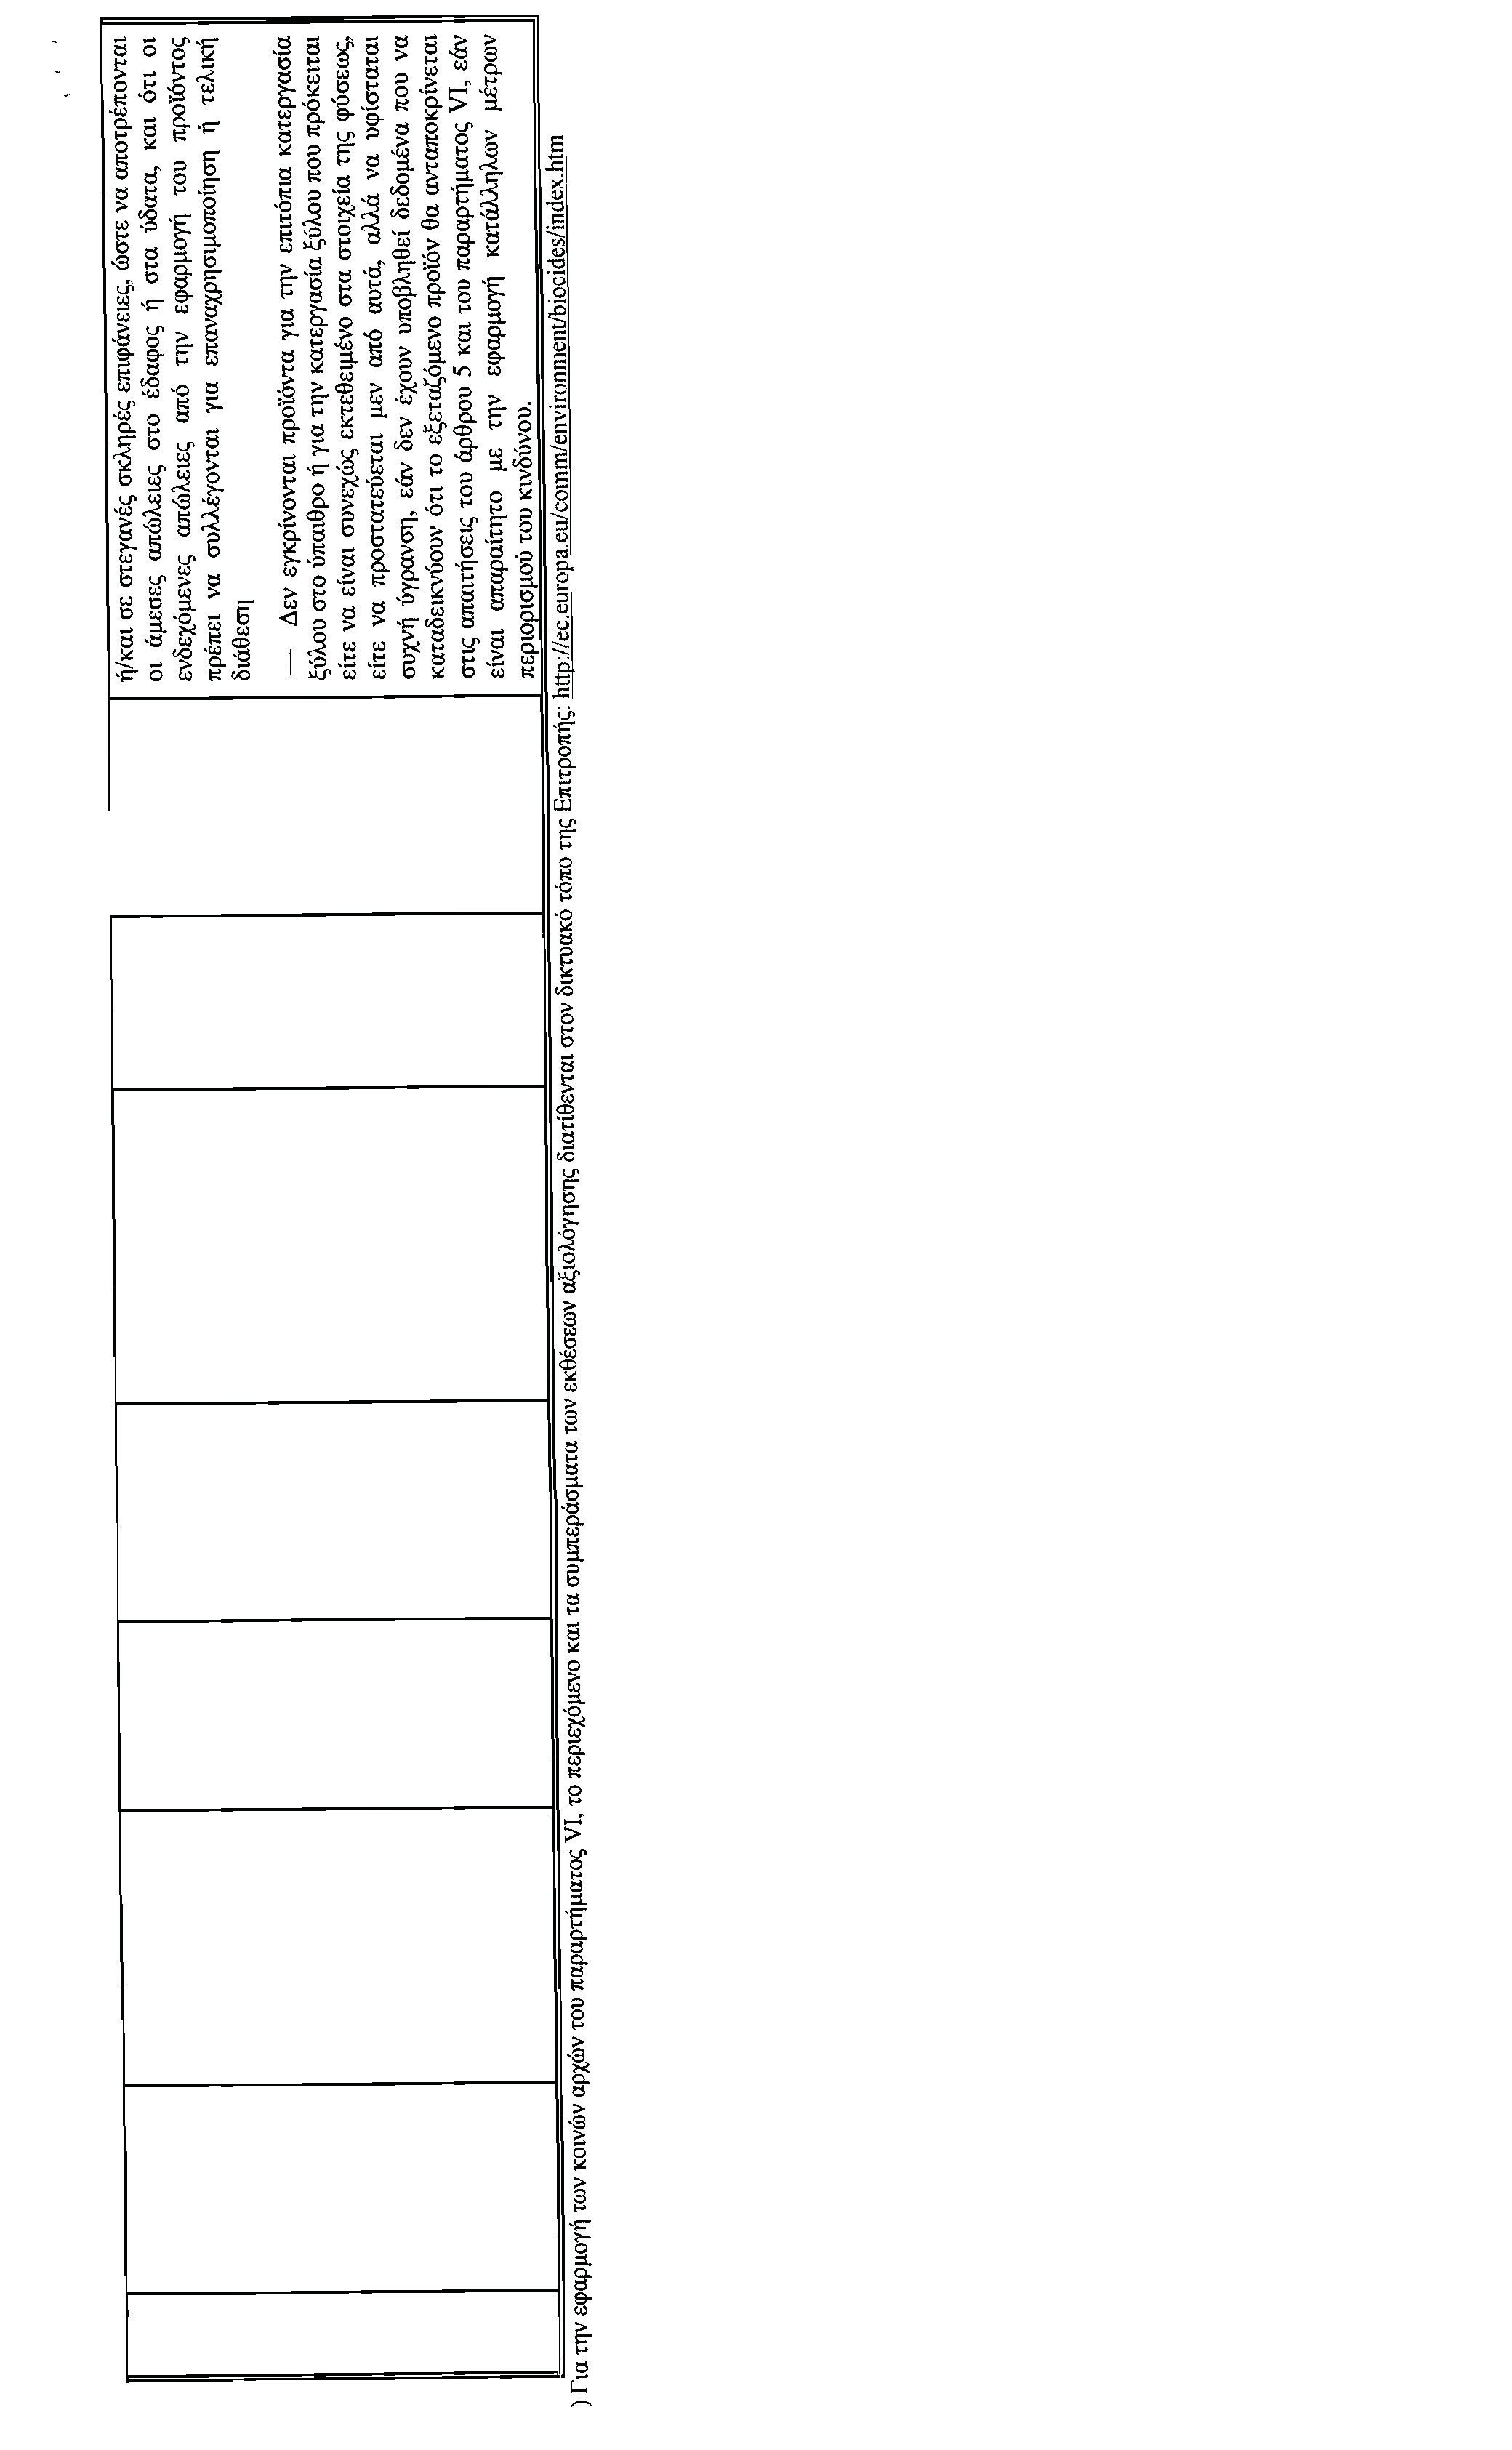 ή/και σε στεγανές σκληρές επιφάνειες, ώστε να αποτρέπονται
οι άμεσες απώλειες στο έδαφος ή στα ύδατα, και ότι οι
ενδεχόμενες απώλειες από την εφαρμογή του προϊόντος
πρέπει να συλλέγονται για επαναχρησιμοποίηση ή τελική
διάθεση
— Δεν εγκρίνονται προϊόντα για την επιτόπια κατεργασία
ξύλου στο ύπαιθρο ή για την κατεργασία ξύλου που πρόκειται
είτε να είναι συνεχώς εκτεθειμένο στα στοιχεία της φύσεως,
είτε να προστατεύεται μεν από αυτά, αλλά να υφίσταται
συχνή ύγρανση, εάν δεν έχουν υποβληθεί δεδομένα που να
καταδεικνύουν ότι το εξεταζόμενο προϊόν θα ανταποκρίνεται
στις απαιτήσεις του άρθρου 5 και του παραρτήματος VI, εάν
είναι απαραίτητο με την εφαρμογή κατάλληλων μέτρων
περιορισμού του κινδύνου.
) Για την εφαρμογή των κοινών αρχών του παραρτήματος VI, το περιεχόμενο και τα συμπεράσματα των εκθέσεων αξιολόγησης διατίθενται στον δικτυακό τόπο της Επιτροπής: http://ec.europa.eu/comm/environment/biocides/index.htm